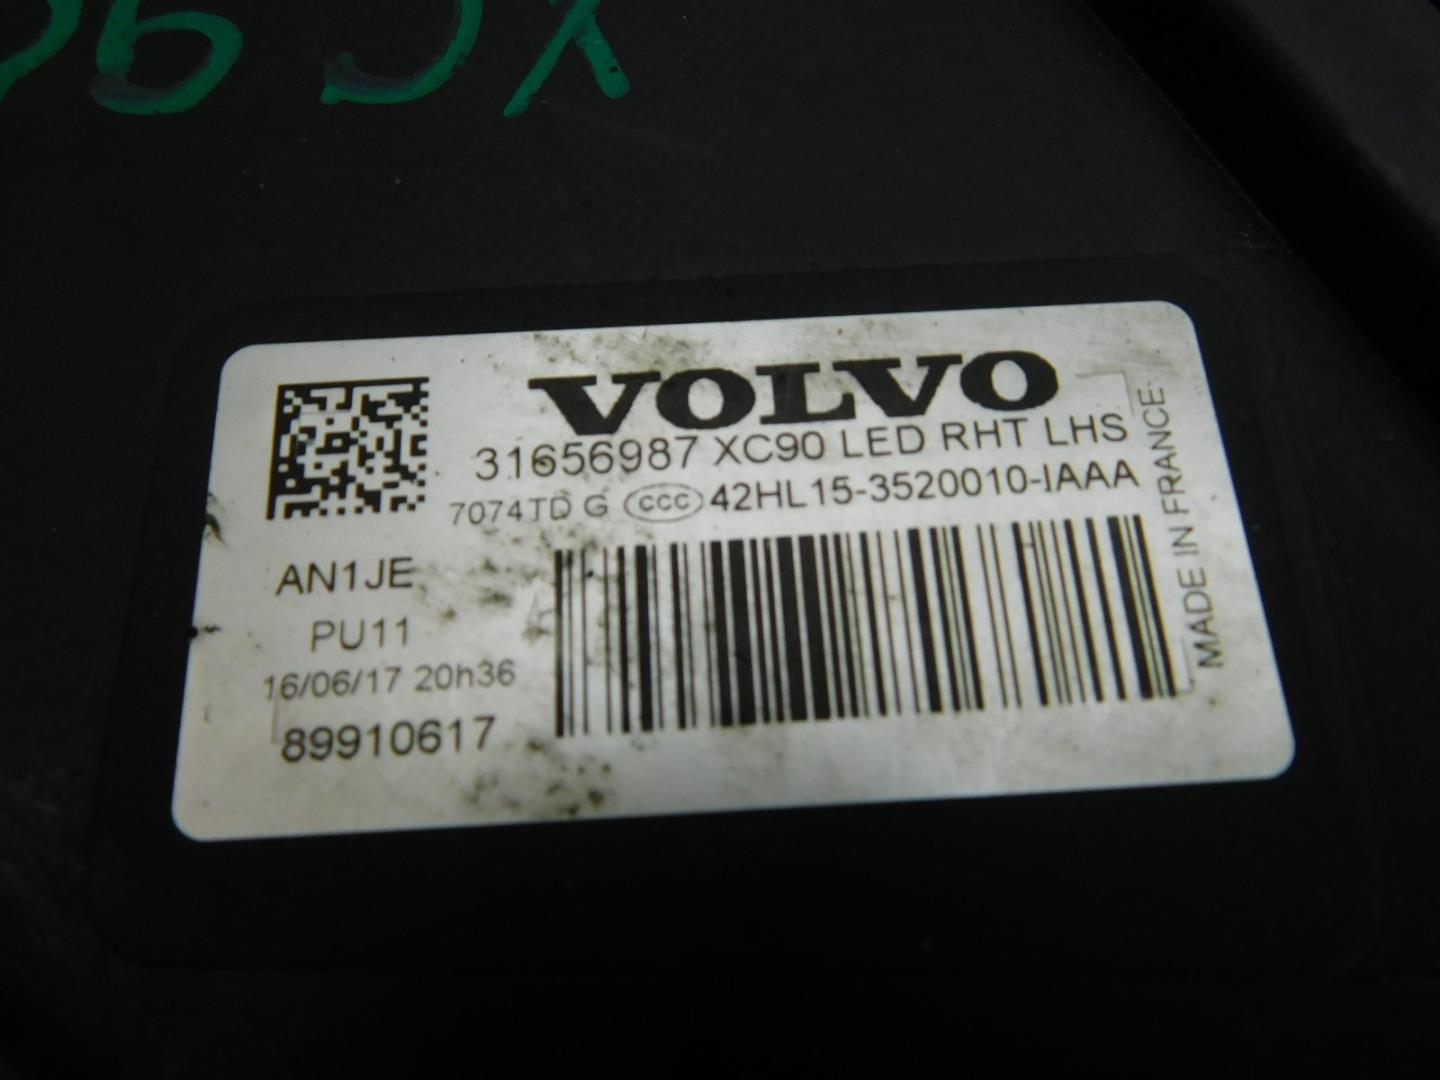 XC90
VOLVO
31656987 XC90 LED RHT LHS
7074TD G CCC 42HL15-3520010-IAAA
AN1JE
PU11
16/06/17 20h36
89910617
MADE IN FRANCE